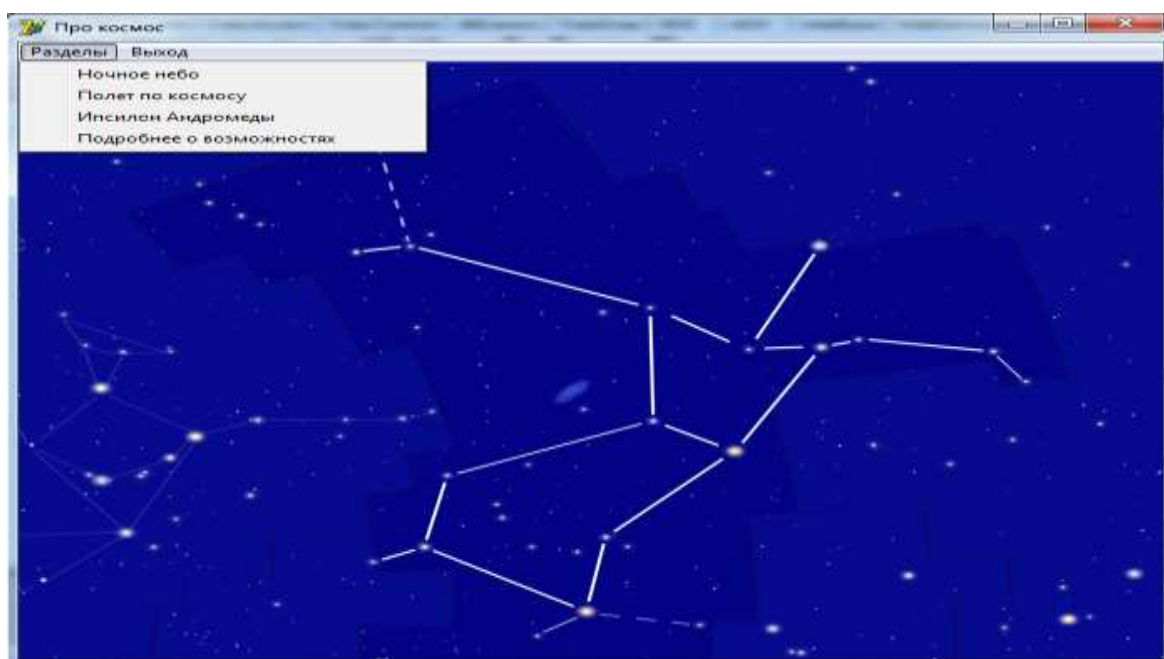 Про космос
Разделы Выход
Ночное небо
Полет по космосу
Ипсилон Андромеды
Подробнее о возможностях